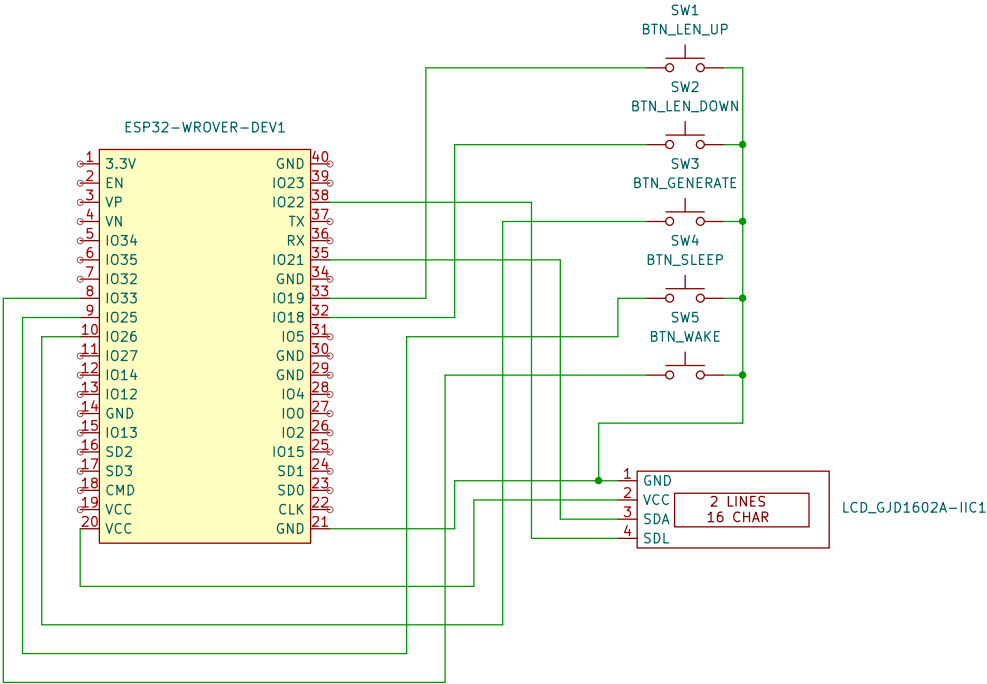 SW1
BTN_LEN_UP
SW2
BTN_LEN_DOWN
SW3
BTN_GENERATE
SW4
BTN_SLEEP
SW5
BTN_WAKE
ESP32-WROVER-DEV1
1 3.3V GND 40
2 EN IO23 39
3 VP IO22 38
4 VN TX 37
5 IO34 RX 36
6 IO35 IO21 35
7 IO32 GND 34
8 IO33 IO19 33
9 IO25 IO18 32
10 IO26 IO5 31
11 IO27 GND 30
12 IO14 GND 29
13 IO12 IO4 28
14 GND IO0 27
15 IO13 IO2 26
16 SD2 IO15 25
17 SD3 SD1 24
18 CMD SD0 23
19 VCC CLK 22
20 VCC GND 21
1 GND
2 VCC
3 SDA
4 SDL
2 LINES
16 CHAR
LCD_GJD1602A-IIC1